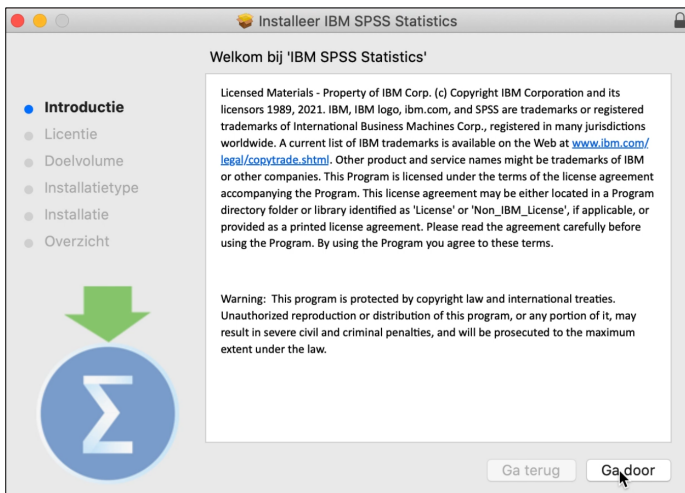 Installeer IBM SPSS Statistics
Welkom bij 'IBM SPSS Statistics'
Introductie
Licentie
Doelvolume
Installatietype
Installatie
Overzicht
Licensed Materials - Property of IBM Corp. (c) Copyright IBM Corporation and its
licensors 1989, 2021. IBM, IBM logo, ibm.com, and SPSS are trademarks or registered
trademarks of International Business Machines Corp., registered in many jurisdictions
worldwide. A current list of IBM trademarks is available on the Web at www.ibm.com/
legal/copytrade.shtml. Other product and service names might be trademarks of IBM
or other companies. This Program is licensed under the terms of the license agreement
accompanying the Program. This license agreement may be either located in a Program
directory folder or library identified as 'License' or 'Non_IBM_License', if applicable, or
provided as a printed license agreement. Please read the agreement carefully before
using the Program. By using the Program you agree to these terms.
Warning: This program is protected by copyright law and international treaties.
Unauthorized reproduction or distribution of this program, or any portion of it, may
result in severe civil and criminal penalties, and will be prosecuted to the maximum
extent under the law.
Σ
Ga terug
Ga door